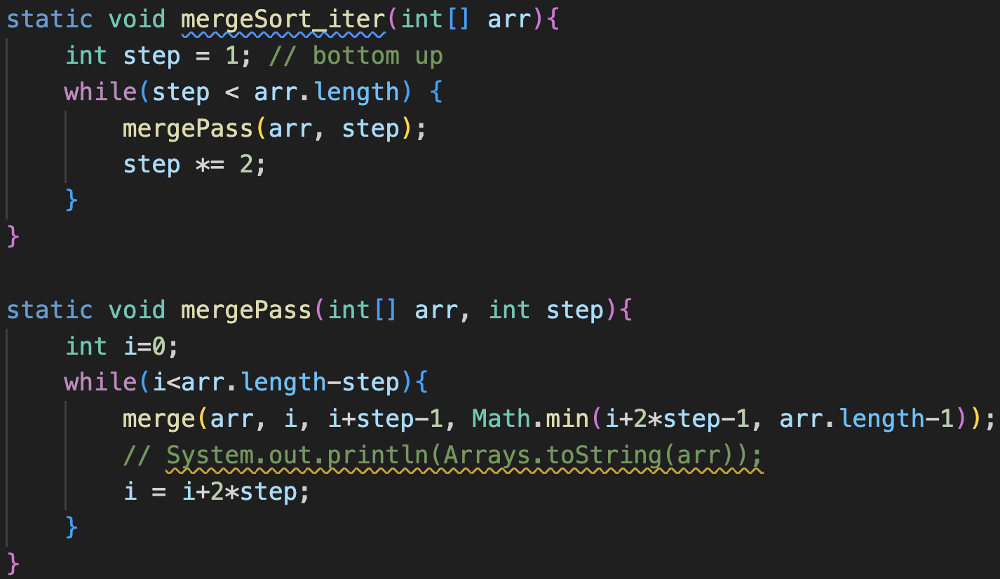 static void mergeSort_iter(int[] arr){
    int step = 1; // bottom up
    while(step < arr.length) {
        mergePass(arr, step);
        step *= 2;
    }
}

static void mergePass(int[] arr, int step){
    int i=0;
    while(i<arr.length-step){
        merge(arr, i, i+step-1, Math.min(i+2*step-1, arr.length-1));
        // System.out.println(Arrays.toString(arr));
        i = i+2*step;
    }
}